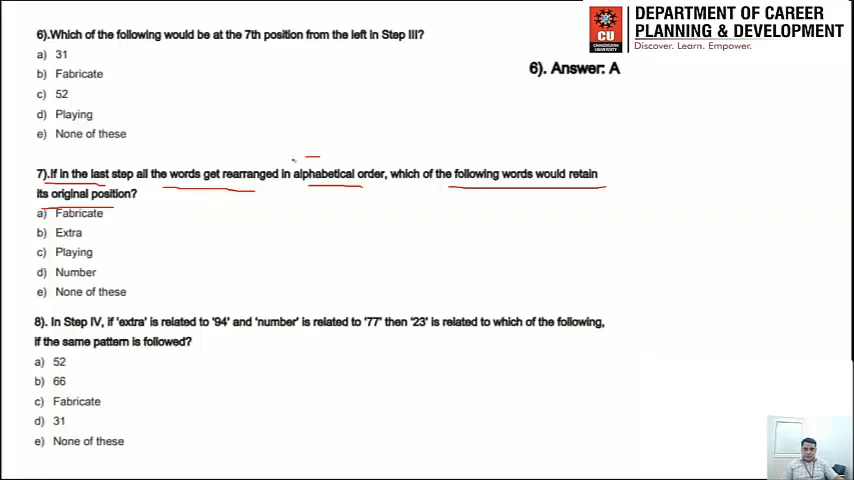 DEPARTMENT OF CAREER
PLANNING & DEVELOPMENT
Discover. Learn. Empower.
CU
CHANDIGARH
UNIVERSITY
6).Which of the following would be at the 7th position from the left in Step III?
a) 31
b) Fabricate
c) 52
d) Playing
e) None of these
6). Answer: A
7).If in the last step all the words get rearranged in alphabetical order, which of the following words would retain
its original position?
a) Fabricate
b) Extra
c) Playing
d) Number
e) None of these
8). In Step IV, if 'extra' is related to '94' and 'number' is related to '77' then '23' is related to which of the following,
if the same pattern is followed?
a) 52
b) 66
c) Fabricate
d) 31
e) None of these